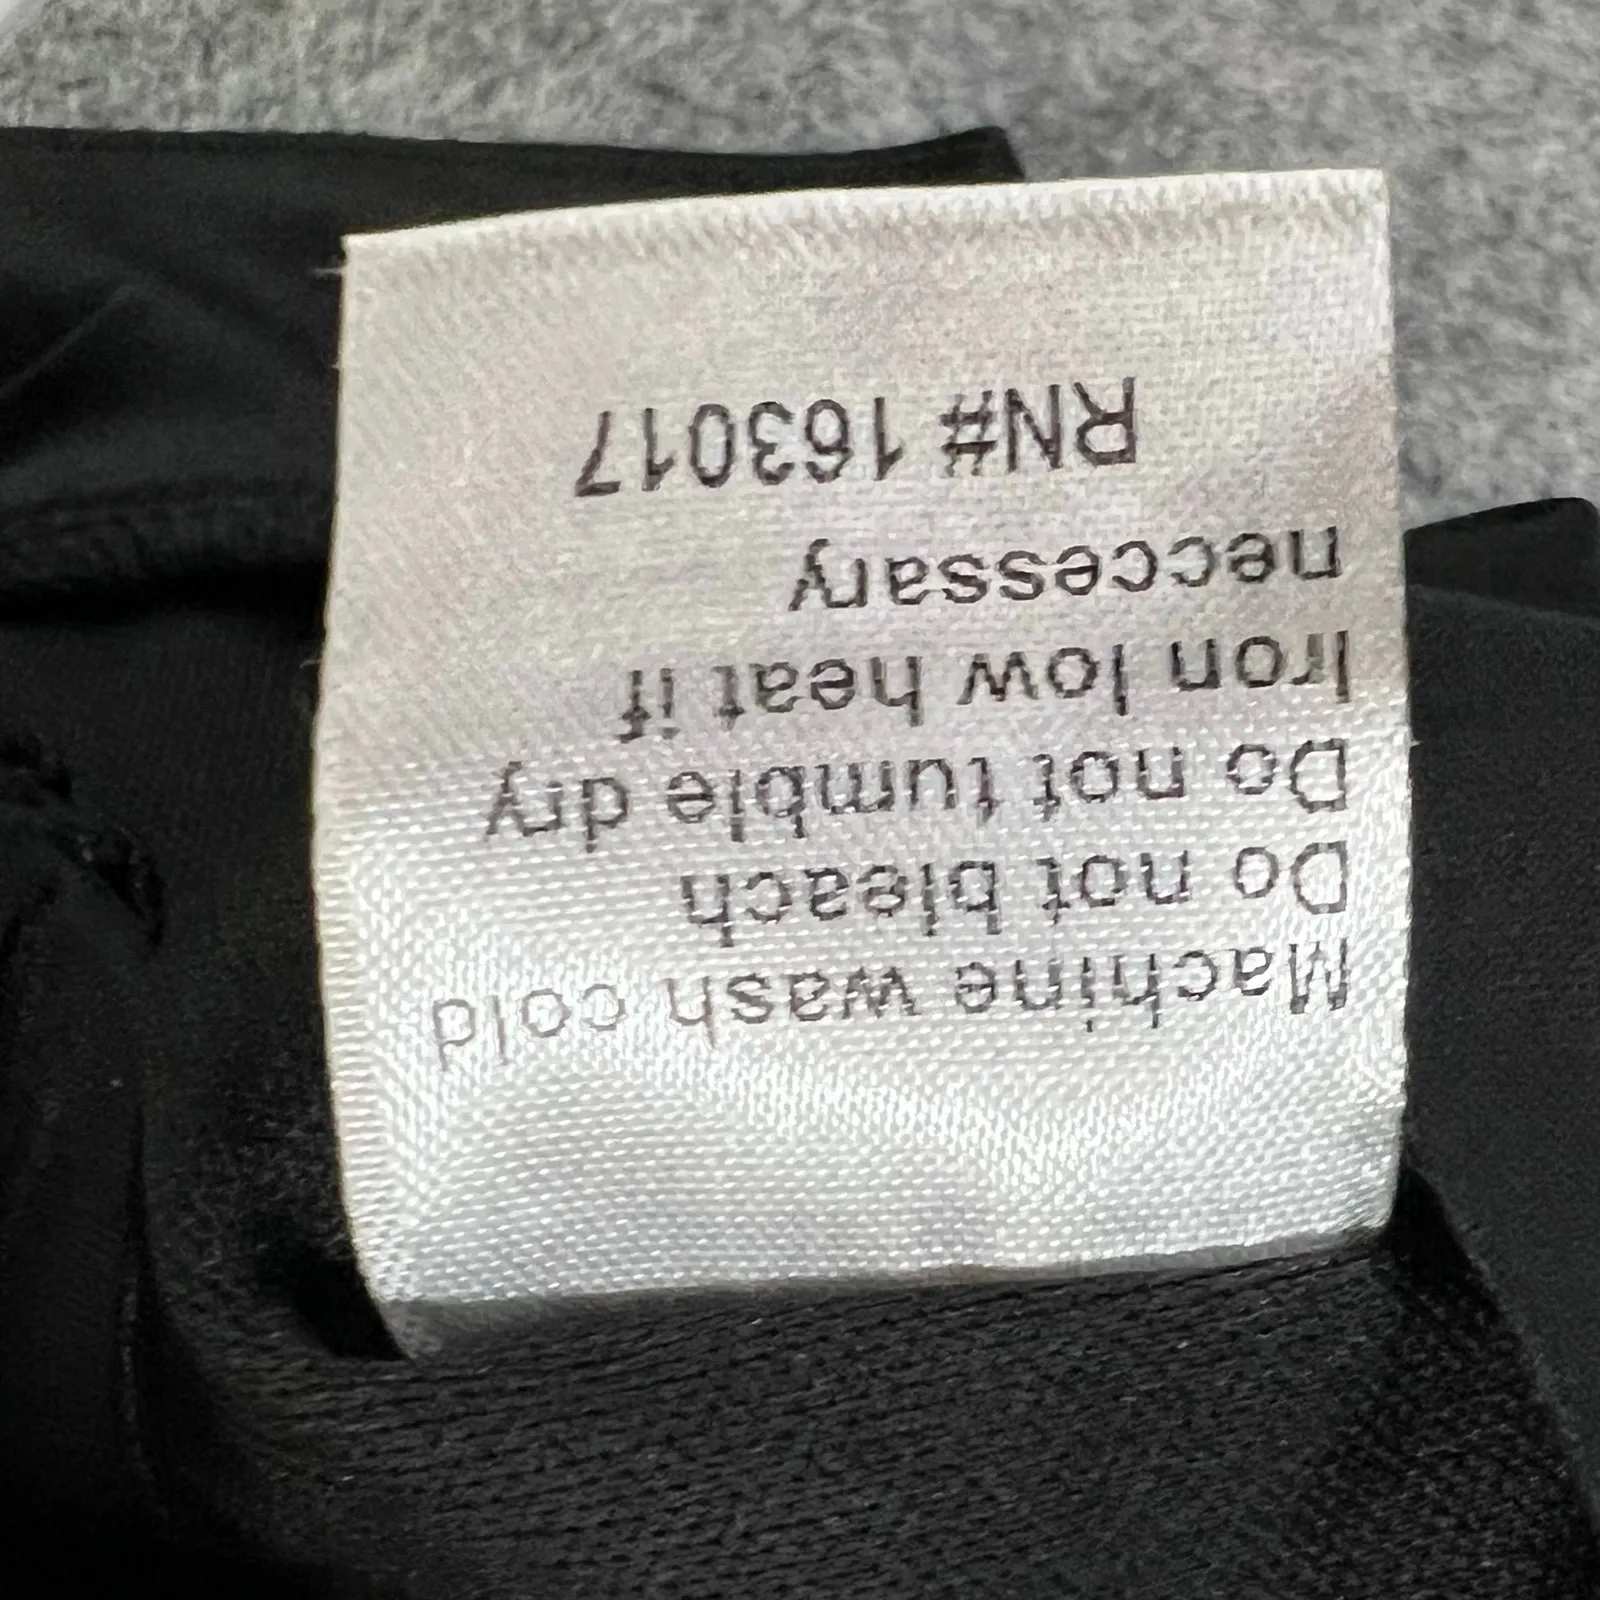 Machine wash cold
Do not bleach
Do not tumble dry
Iron low heat if
neccessary
RN# 163017